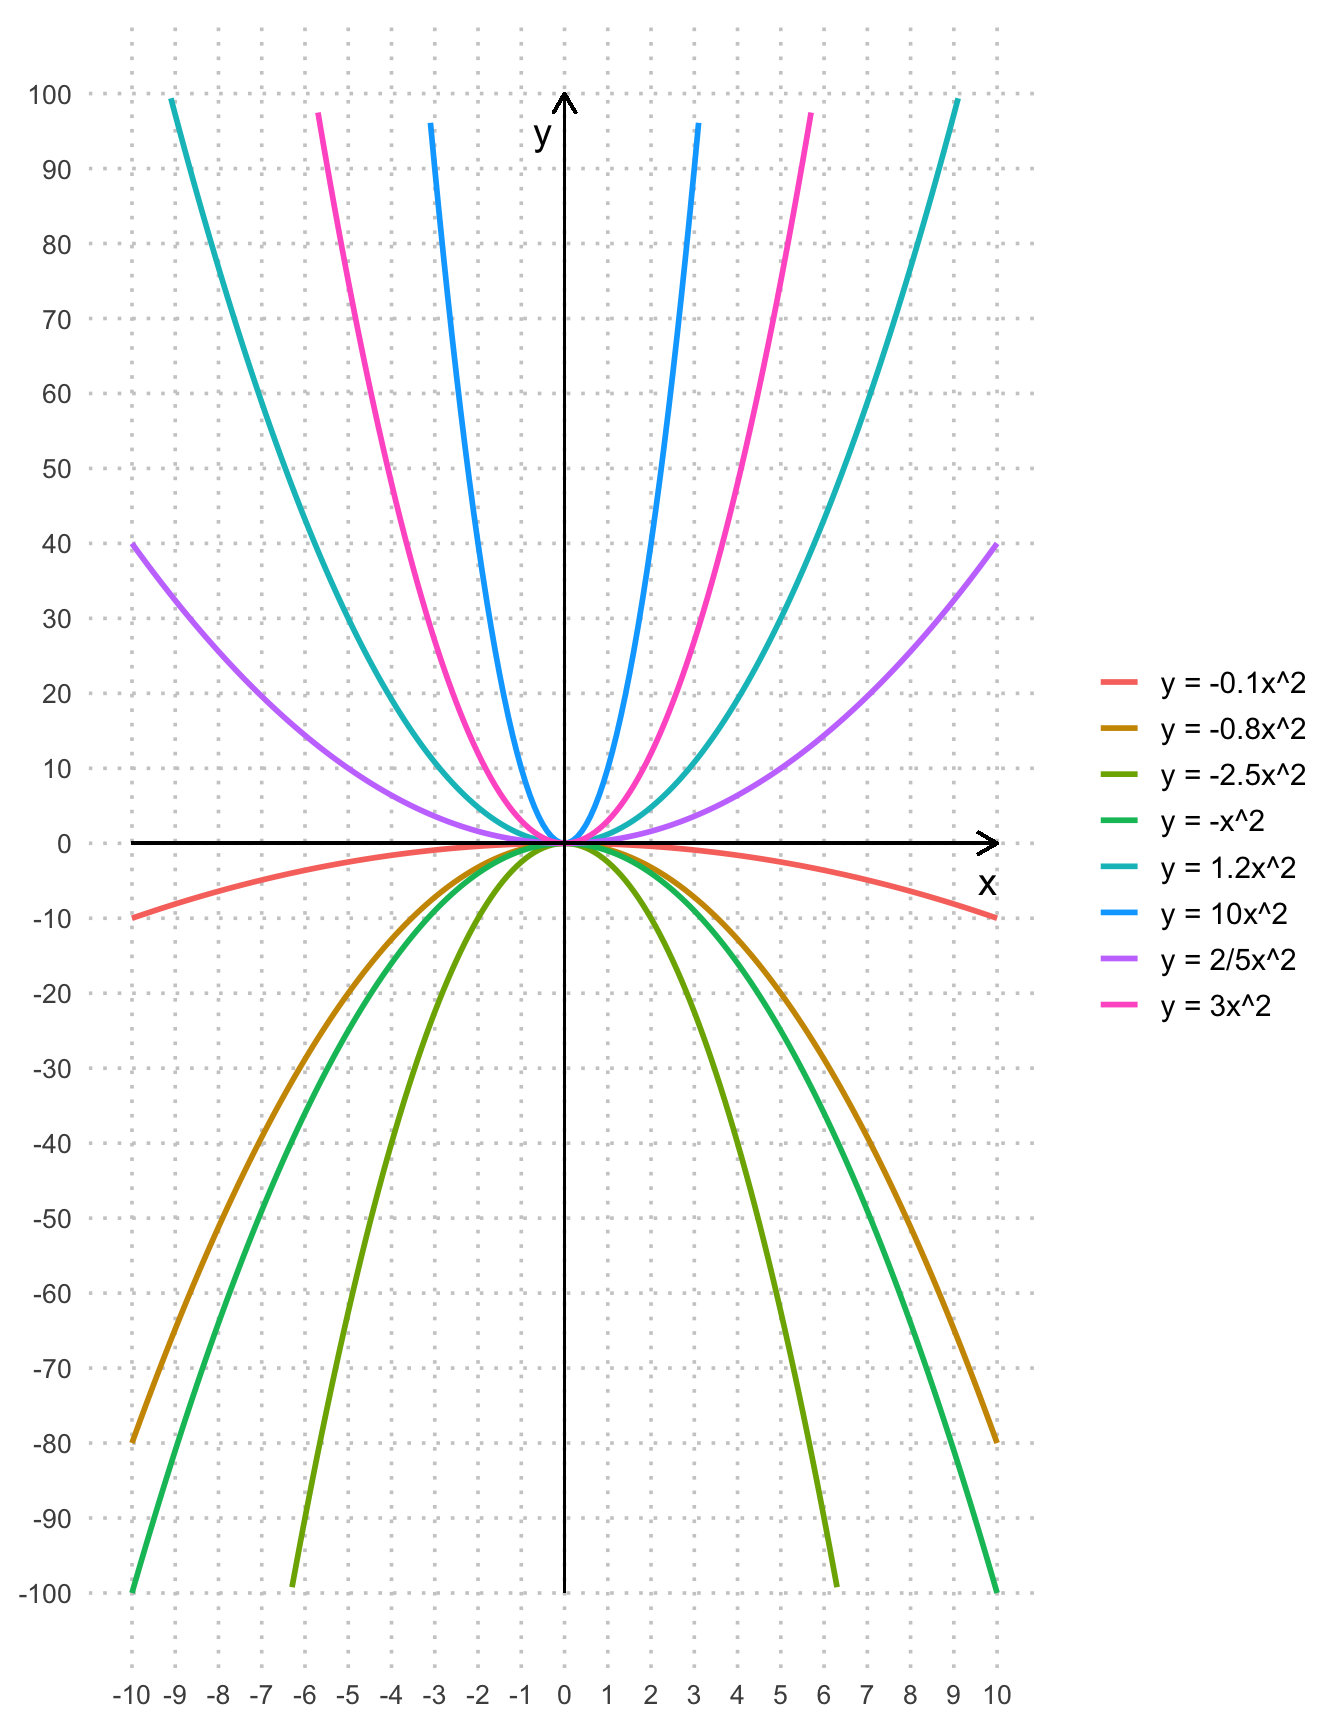 100
y
90
80
70
60
50
40
30
20
10
0
x
-10
-20
-30
-40
-50
-60
-70
-80
-90
-100
-10 -9 -8 -7 -6 -5 -4 -3 -2 -1 0 1 2 3 4 5 6 7 8 9 10
y = -0.1x^2
y = -0.8x^2
y = -2.5x^2
y = -x^2
y = 1.2x^2
y = 10x^2
y = 2/5x^2
y = 3x^2